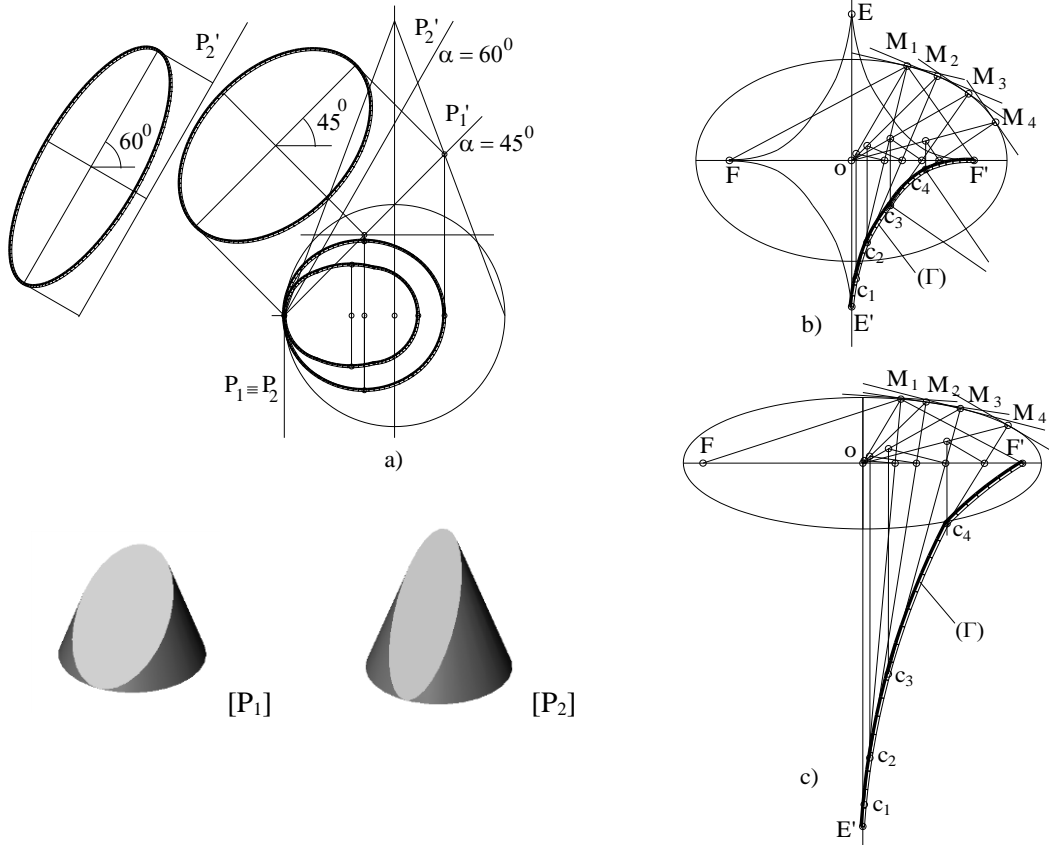 P₂'
60⁰
45⁰
P₂'
α = 60⁰
P₁'
α = 45⁰
P₁ ≡ P₂
a)
[P₁]
[P₂]
E
M₁
M₂
M₃
M₄
F
o
F'
c₄
c₃
c₂
(Γ)
c₁
E'
b)
M₁
M₂
M₃
M₄
F
o
F'
c₄
(Γ)
c₃
c₂
c)
c₁
E'